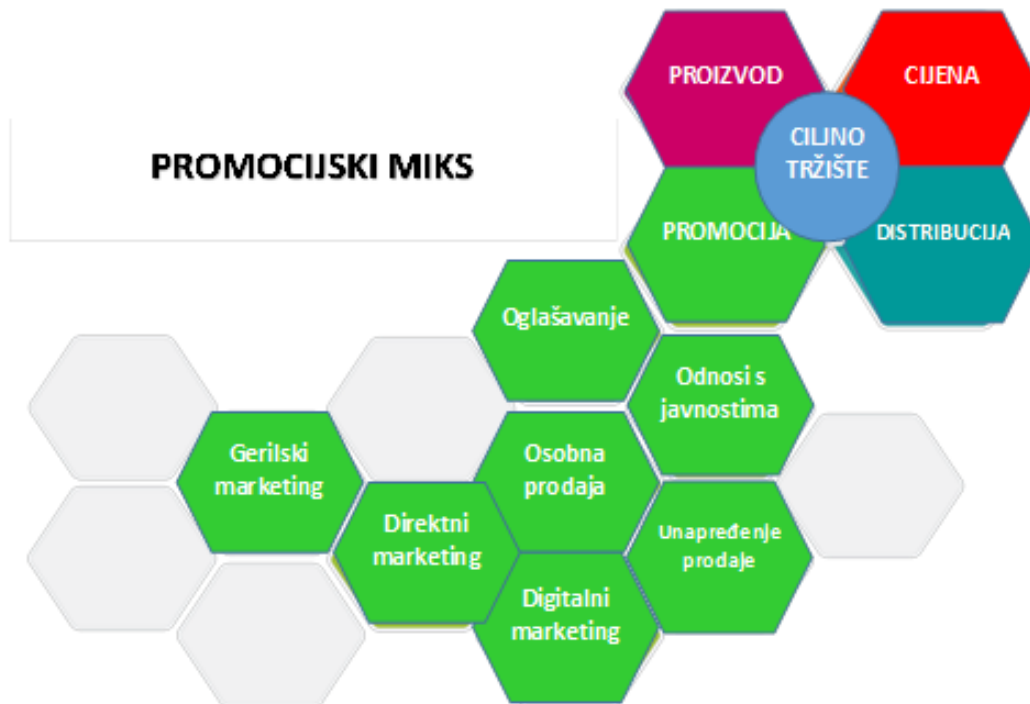 PROIZVOD
CIJENA
CILJNO
TRŽIŠTE
PROMOCIJSKI MIKS
PROMOCIJA
DISTRIBUCIJA
Oglašavanje
Odnosi s
javnostima
Gerilski
marketing
Osobna
prodaja
Direktni
marketing
Unapređenje
prodaje
Digitalni
marketing